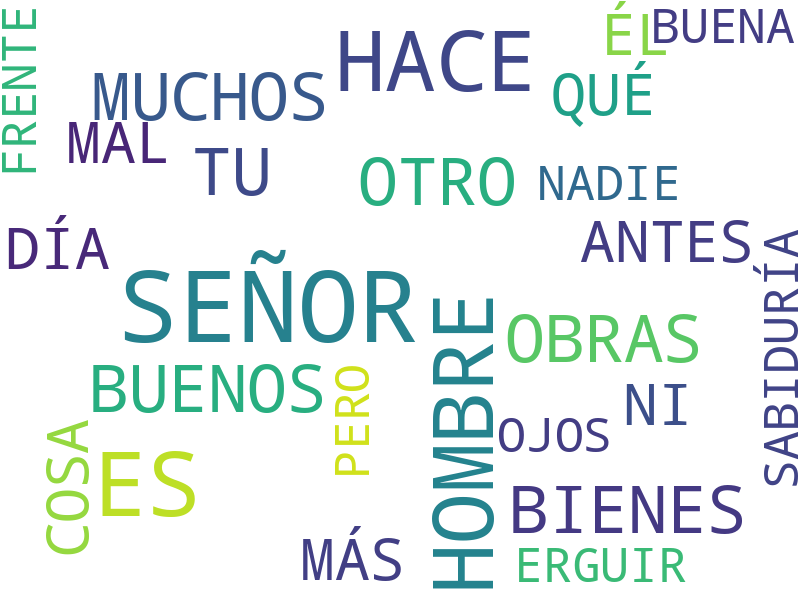 FRENTE
ÉL
BUENA
HACE
MUCHOS
QUÉ
MAL
TU
OTRO
NADIE
DÍA
ANTES
SABIDURÍA
SEÑOR
HOMBRE
OBRAS
BUENOS
PERO
NI
OJOS
COSA
ES
BIENES
MÁS
ERGUIR